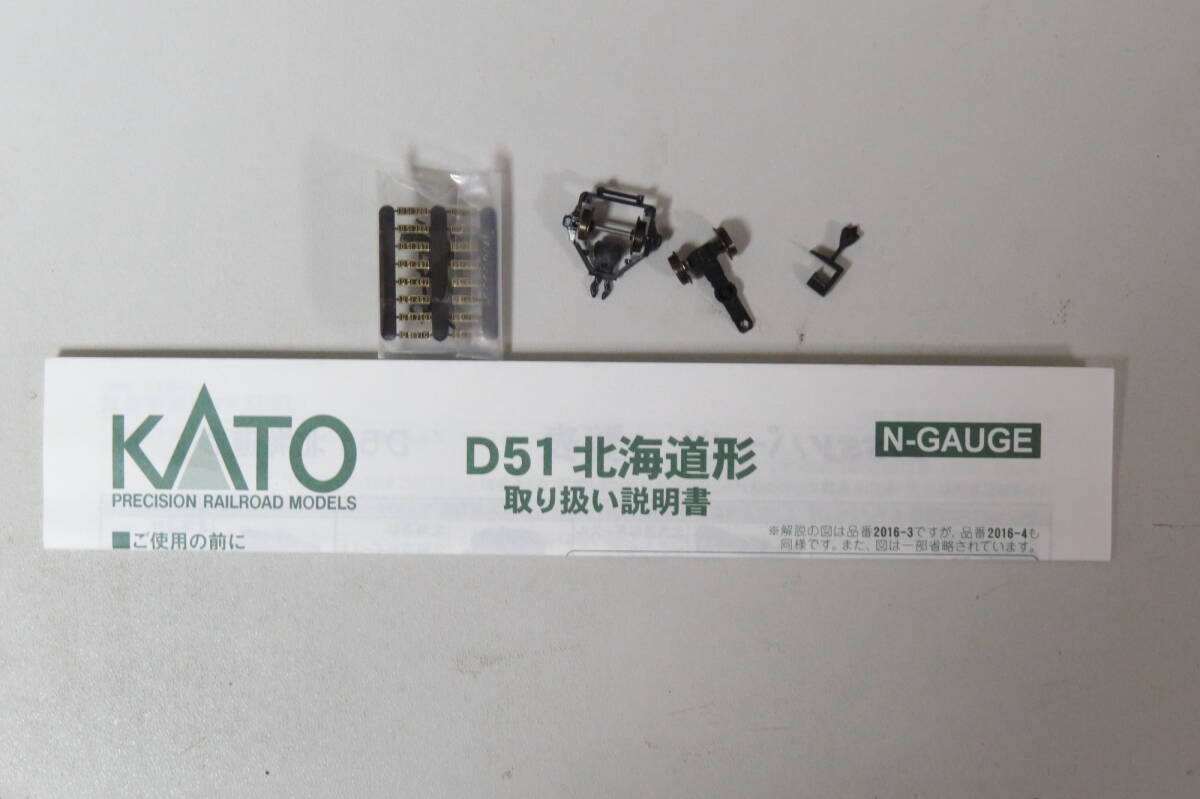 KATO
PRECISION RAILROAD MODELS
D51 北海道形
取り扱い説明書
N-GAUGE
■ご使用の前に
※解説の図は品番2016-3ですが、品番2016-4も
同様です。また、図は一部省略されています。